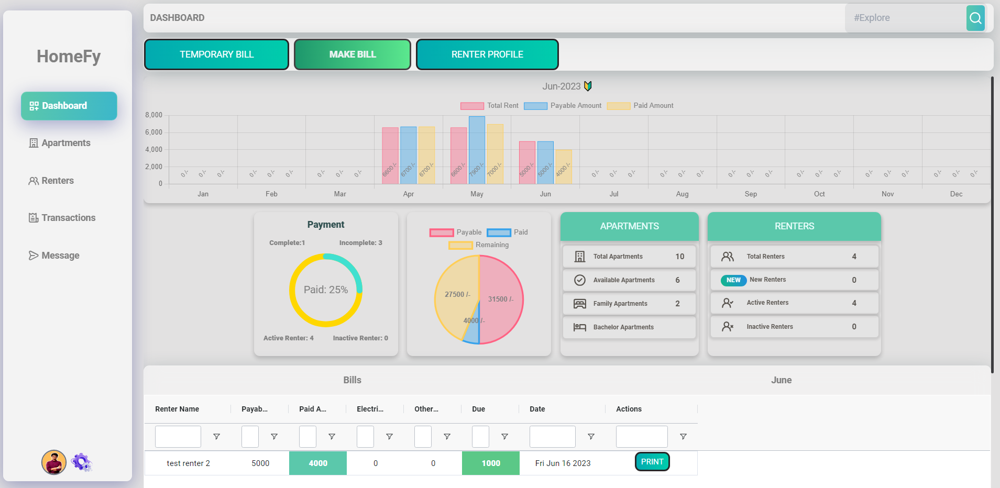 HomeFy
Dashboard
Apartments
Renters
Transactions
Message
DASHBOARD
#Explore
TEMPORARY BILL
MAKE BILL
RENTER PROFILE
Jun-2023
Total Rent Payable Amount Paid Amount
8,000
6,000
4,000
2,000
0
0 /- 0 /- 0 /- 0 /- 0 /- 0 /- 0 /- 0 /- 0 /- 6600 /- 6700 /- 6700 /- 6600 /- 7900 /- 7000 /- 5000 /- 5000 /- 4000 /- 0 /- 0 /- 0 /- 0 /- 0 /- 0 /- 0 /- 0 /- 0 /- 0 /- 0 /- 0 /- 0 /- 0 /- 0 /- 0 /- 0 /- 0 /-
Jan Feb Mar Apr May Jun Jul Aug Sep Oct Nov Dec
Payment
Complete:1 Incomplete: 3
Paid: 25%
Active Renter: 4 Inactive Renter: 0
Payable Paid
Remaining
27500 /-
31500 /-
4000 /-
APARTMENTS
Total Apartments 10
Available Apartments 6
Family Apartments 2
Bachelor Apartments
RENTERS
Total Renters 4
NEW New Renters 0
Active Renters 4
Inactive Renters 0
Bills June
Renter Name Payab... Paid A... Electri... Other... Due Date Actions
test renter 2 5000 4000 0 0 1000 Fri Jun 16 2023 PRINT